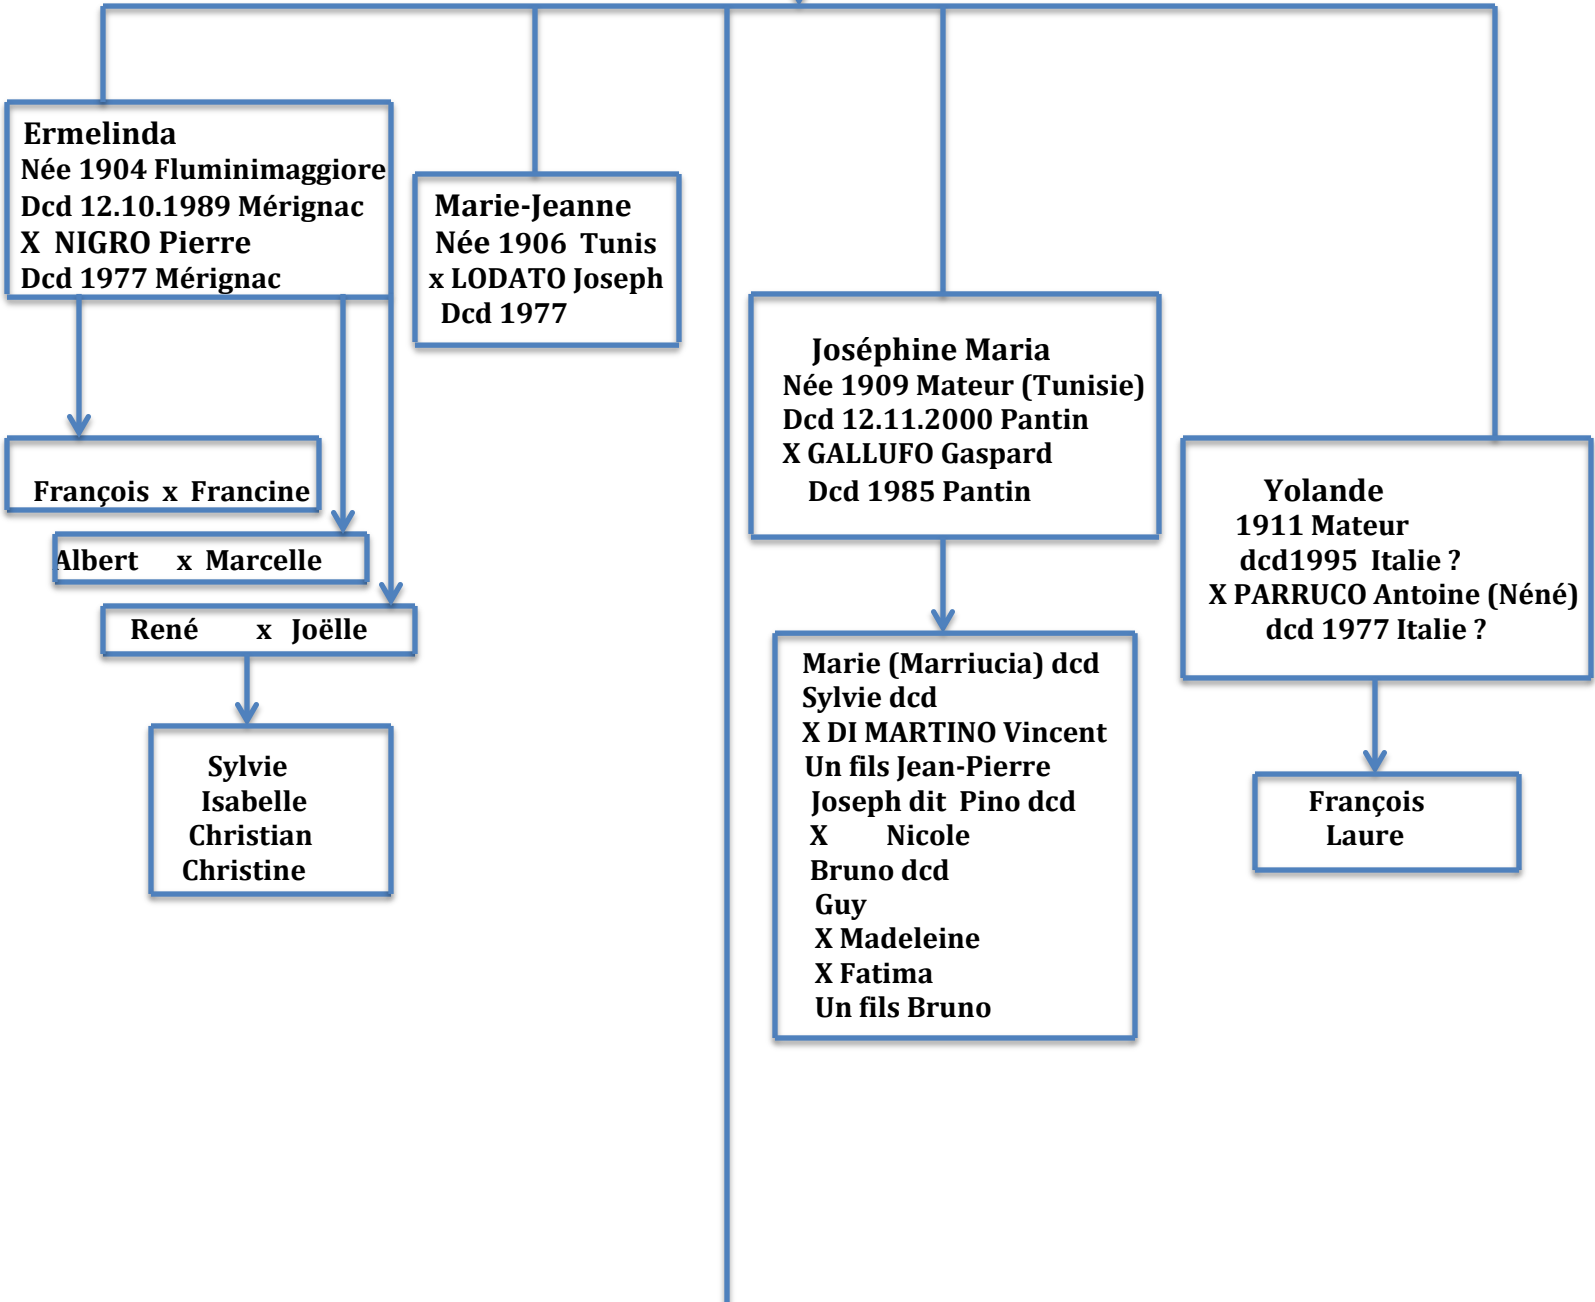 Ermelinda
Née 1904 Fluminimaggiore
Dcd 12.10.1989 Mérignac
X NIGRO Pierre
Dcd 1977 Mérignac
Marie-Jeanne
Née 1906 Tunis
x LODATO Joseph
Dcd 1977
Joséphine Maria
Née 1909 Mateur (Tunisie)
Dcd 12.11.2000 Pantin
X GALLUFO Gaspard
Dcd 1985 Pantin
Yolande
1911 Mateur
dcd1995 Italie ?
X PARRUCO Antoine (Néné)
dcd 1977 Italie ?
François x Francine
Albert x Marcelle
René x Joëlle
Sylvie
Isabelle
Christian
Christine
Marie (Marriucia) dcd
Sylvie dcd
X DI MARTINO Vincent
Un fils Jean-Pierre
Joseph dit Pino dcd
X Nicole
Bruno dcd
Guy
X Madeleine
X Fatima
Un fils Bruno
François
Laure